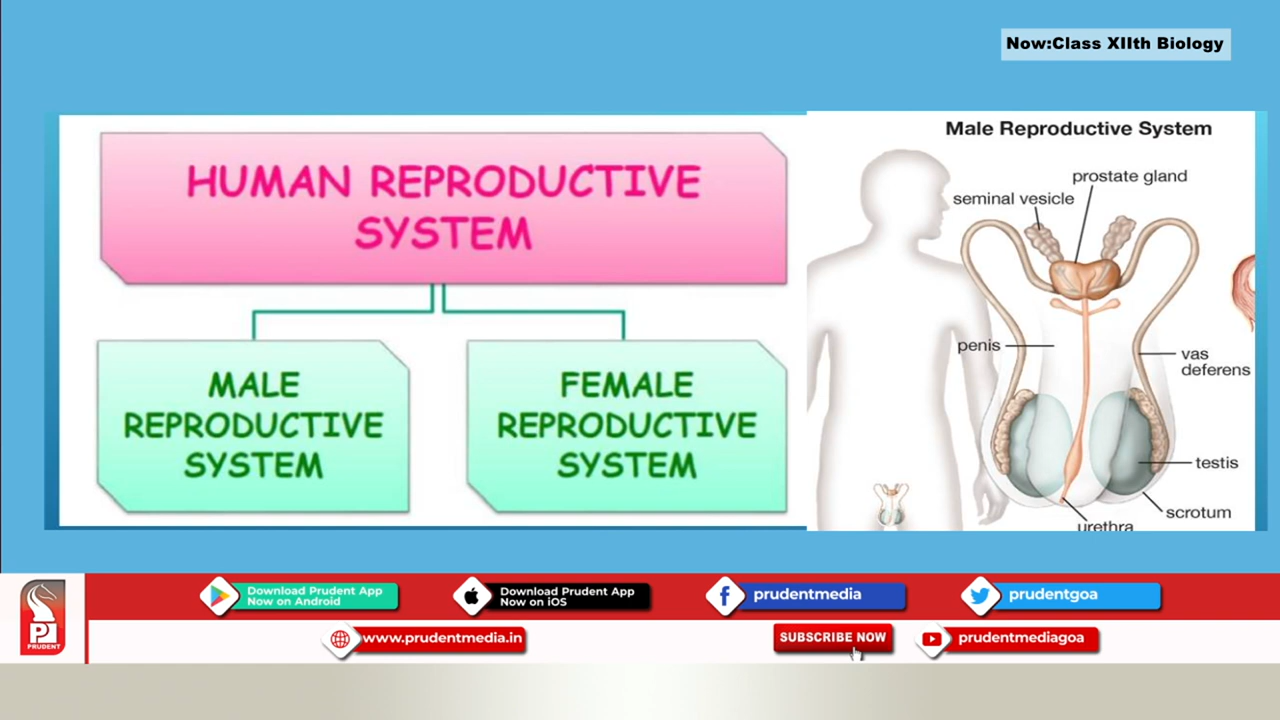 Now:Class XIIth Biology
HUMAN REPRODUCTIVE
SYSTEM
MALE
REPRODUCTIVE
SYSTEM
FEMALE
REPRODUCTIVE
SYSTEM
Male Reproductive System
prostate gland
seminal vesicle
penis
vas
deferens
testis
scrotum
urethra
PRUDENT
Download Prudent App
Now on Android
Download Prudent App
Now on iOS
prudentmedia
prudentgoa
www.prudentmedia.in
SUBSCRIBE NOW
prudentmediagoa